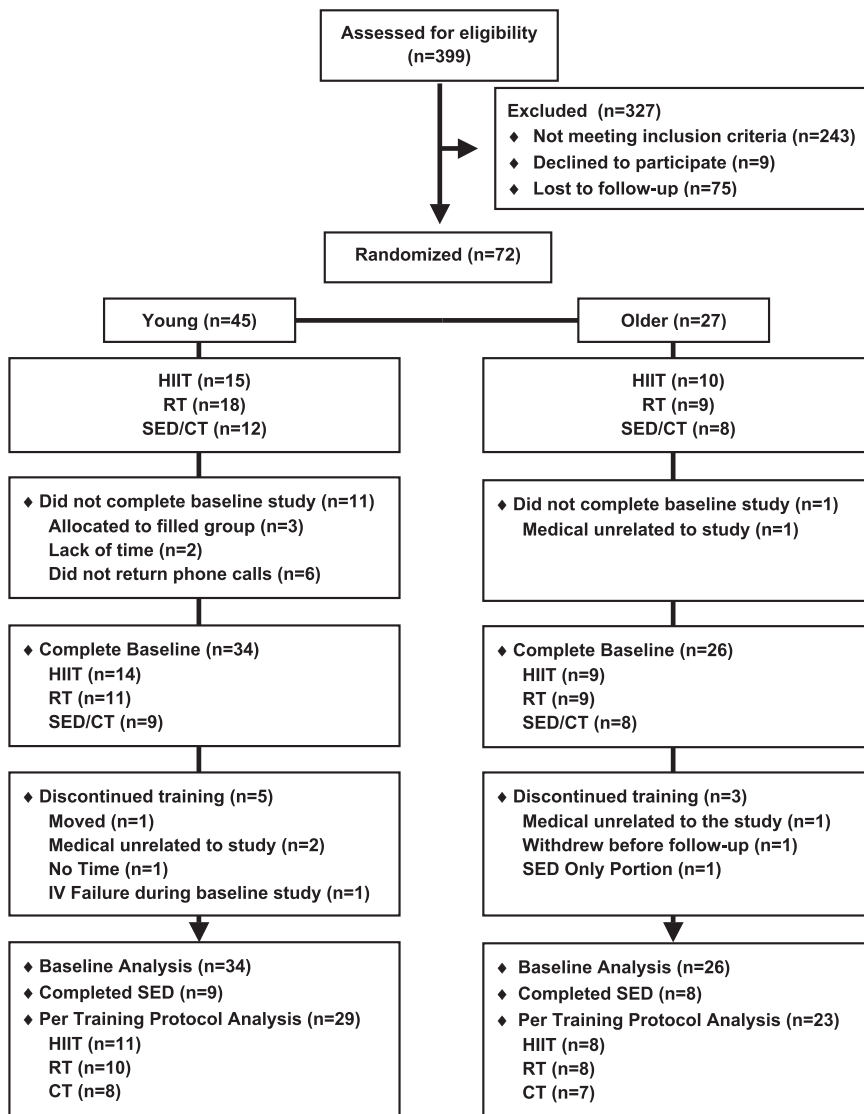 Assessed for eligibility
(n=399)
Excluded (n=327)
♦ Not meeting inclusion criteria (n=243)
♦ Declined to participate (n=9)
♦ Lost to follow-up (n=75)
Randomized (n=72)
Young (n=45)
Older (n=27)
HIIT (n=15)
RT (n=18)
SED/CT (n=12)
HIIT (n=10)
RT (n=9)
SED/CT (n=8)
♦ Did not complete baseline study (n=11)
Allocated to filled group (n=3)
Lack of time (n=2)
Did not return phone calls (n=6)
♦ Did not complete baseline study (n=1)
Medical unrelated to study (n=1)
♦ Complete Baseline (n=34)
HIIT (n=14)
RT (n=11)
SED/CT (n=9)
♦ Complete Baseline (n=26)
HIIT (n=9)
RT (n=9)
SED/CT (n=8)
♦ Discontinued training (n=5)
Moved (n=1)
Medical unrelated to study (n=2)
No Time (n=1)
IV Failure during baseline study (n=1)
♦ Discontinued training (n=3)
Medical unrelated to the study (n=1)
Withdrew before follow-up (n=1)
SED Only Portion (n=1)
♦ Baseline Analysis (n=34)
♦ Completed SED (n=9)
♦ Per Training Protocol Analysis (n=29)
HIIT (n=11)
RT (n=10)
CT (n=8)
♦ Baseline Analysis (n=26)
♦ Completed SED (n=8)
♦ Per Training Protocol Analysis (n=23)
HIIT (n=8)
RT (n=8)
CT (n=7)